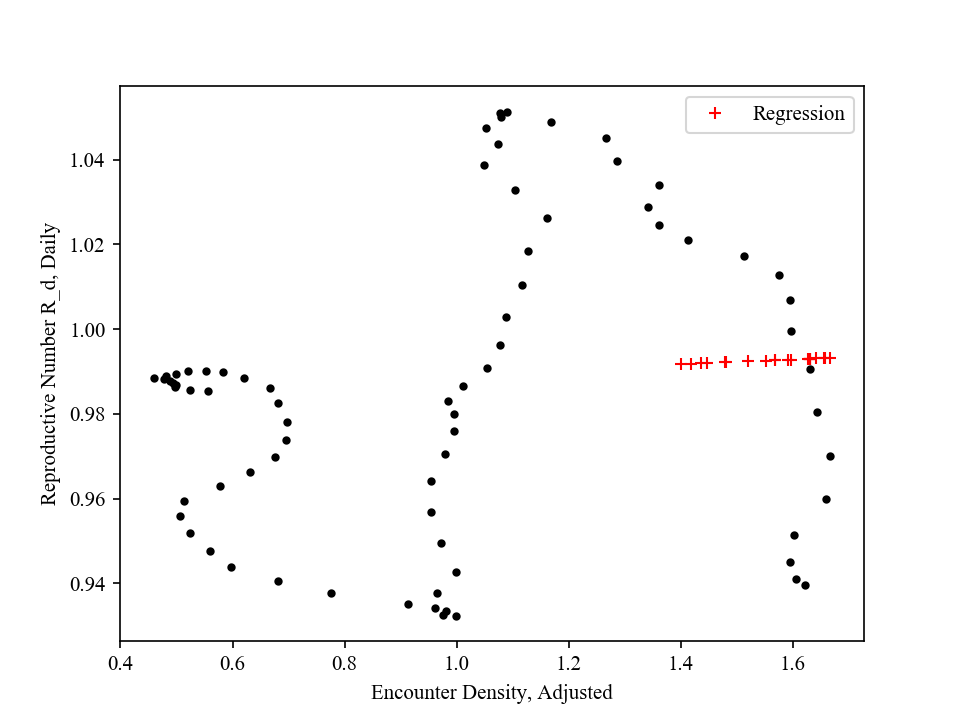 Regression
1.04
1.02
1.00
0.98
0.96
0.94
Reproductive Number R_d, Daily
0.4 0.6 0.8 1.0 1.2 1.4 1.6
Encounter Density, Adjusted